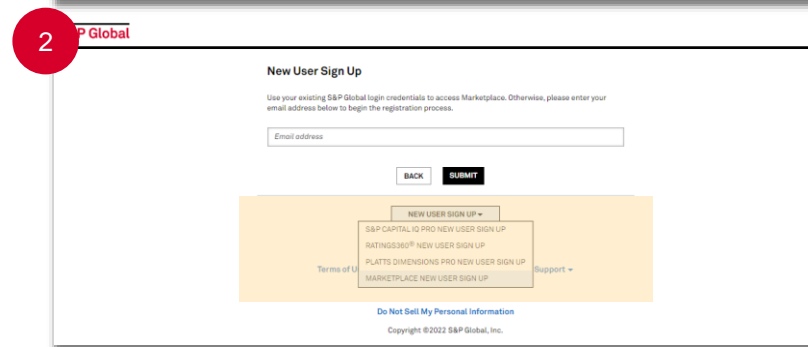 2
P Global
New User Sign Up
Use your existing S&P Global login credentials to access Marketplace. Otherwise, please enter your
email address below to begin the registration process.
Email address
BACK SUBMIT
NEW USER SIGN UP
S&P CAPITAL IQ PRO NEW USER SIGN UP
RATINGS360® NEW USER SIGN UP
PLATTS DIMENSIONS PRO NEW USER SIGN UP
Terms of U Support
MARKETPLACE NEW USER SIGN UP
Do Not Sell My Personal Information
Copyright ©2022 S&P Global, Inc.